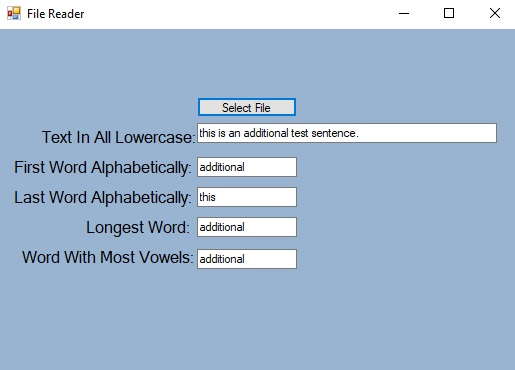 File Reader
Select File
Text In All Lowercase: this is an additional test sentence.
First Word Alphabetically: additional
Last Word Alphabetically: this
Longest Word: additional
Word With Most Vowels: additional